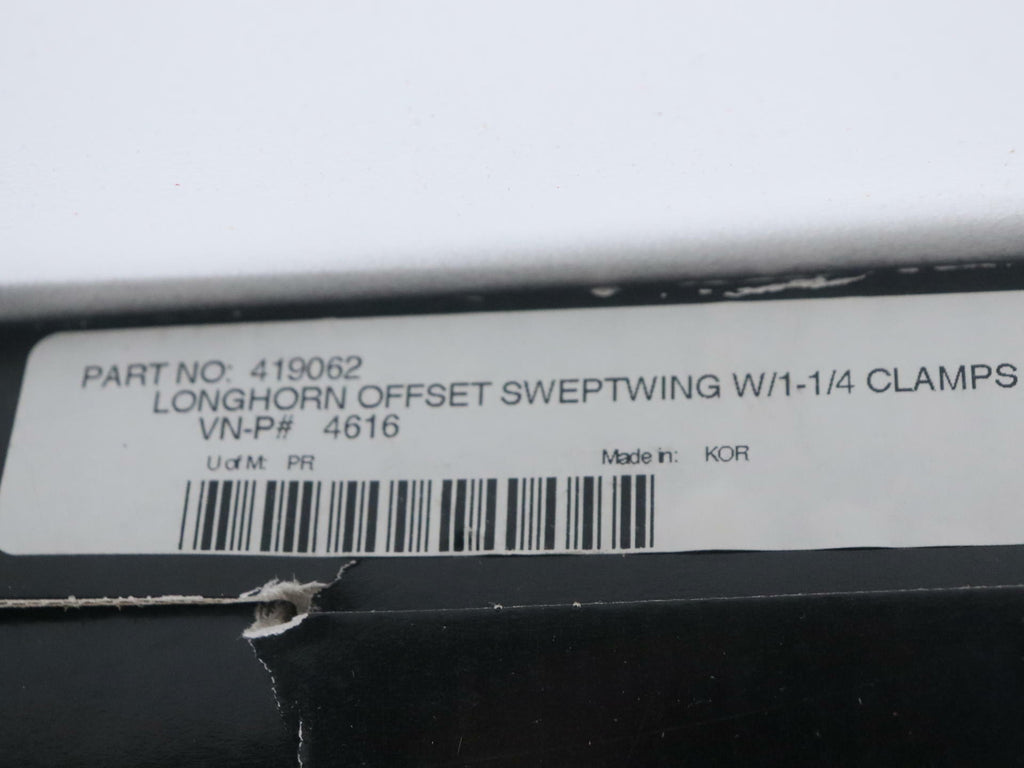 PART NO: 419062
LONGHORN OFFSET SWEPTWING W/1-1/4 CLAMPS
VN-P# 4616
U of M: PR Made in: KOR